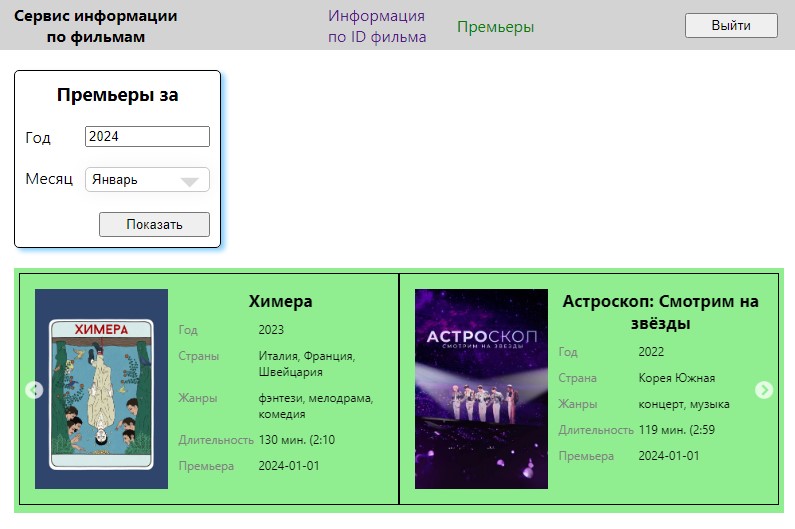 Сервис информации
по фильмам
Информация
по ID фильма
Премьеры
Выйти
Премьеры за
Год
2024
Месяц
Январь
Показать
ХИМЕРА
Химера
Год
2023
Страны
Италия, Франция,
Швейцария
Жанры
фэнтези, мелодрама,
комедия
Длительность
130 мин. (2:10
Премьера
2024-01-01
АСТРОСКОП
СМОТРИМ НА ЗВЕЗДЫ
Астроскоп: Смотрим на
звёзды
Год
2022
Страна
Корея Южная
Жанры
концерт, музыка
Длительность
119 мин. (2:59
Премьера
2024-01-01